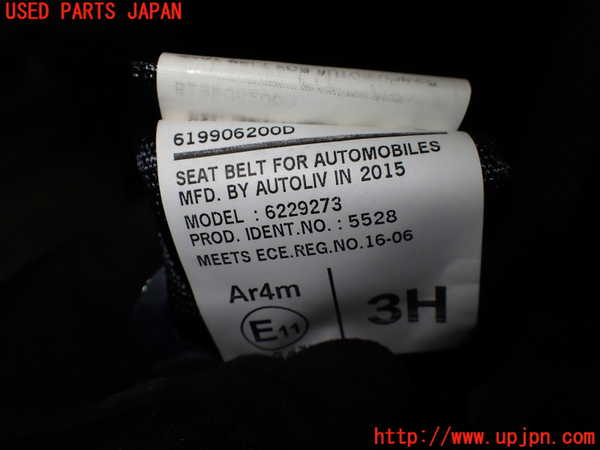 USED PARTS JAPAN
619906200D
SEAT BELT FOR AUTOMOBILES
MFD. BY AUTOLIV IN 2015
MODEL : 6229273
PROD. IDENT.NO. : 5528
MEETS ECE.REG.NO.16-06
Ar4m
E11
3H
http://www.upjpn.com/